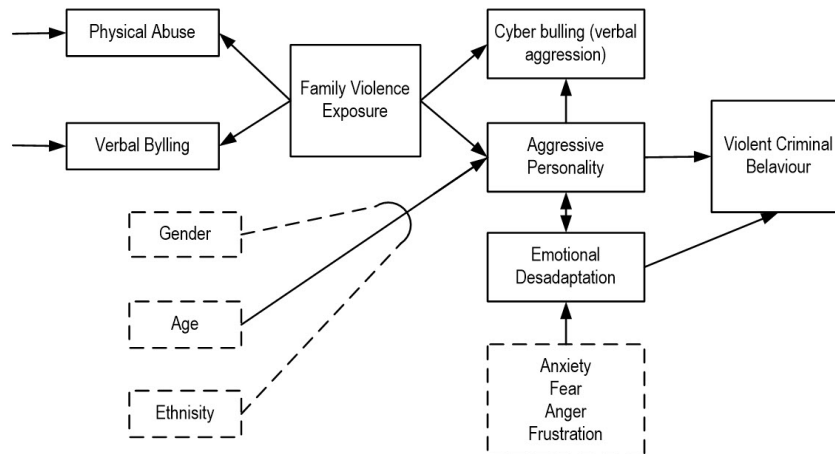 Physical Abuse
Verbal Bylling
Family Violence
Exposure
Cyber bulling (verbal
aggression)
Aggressive
Personality
Violent Criminal
Belaviour
Gender
Age
Ethnisity
Emotional
Desadaptation
Anxiety
Fear
Anger
Frustration